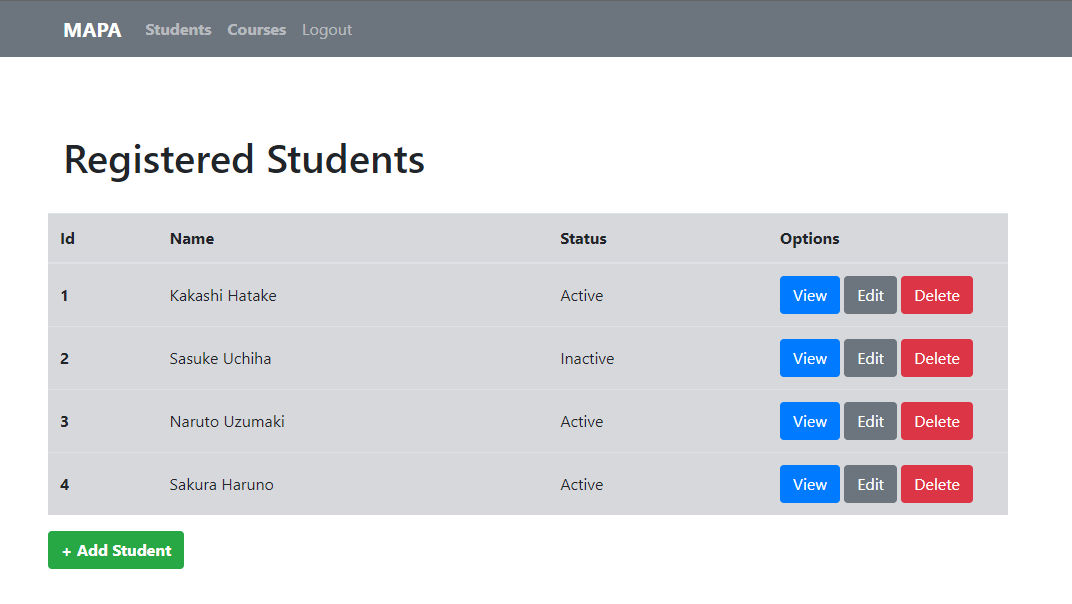 MAPA Students Courses Logout
Registered Students
Id Name Status Options
1 Kakashi Hatake Active View Edit Delete
2 Sasuke Uchiha Inactive View Edit Delete
3 Naruto Uzumaki Active View Edit Delete
4 Sakura Haruno Active View Edit Delete
+ Add Student